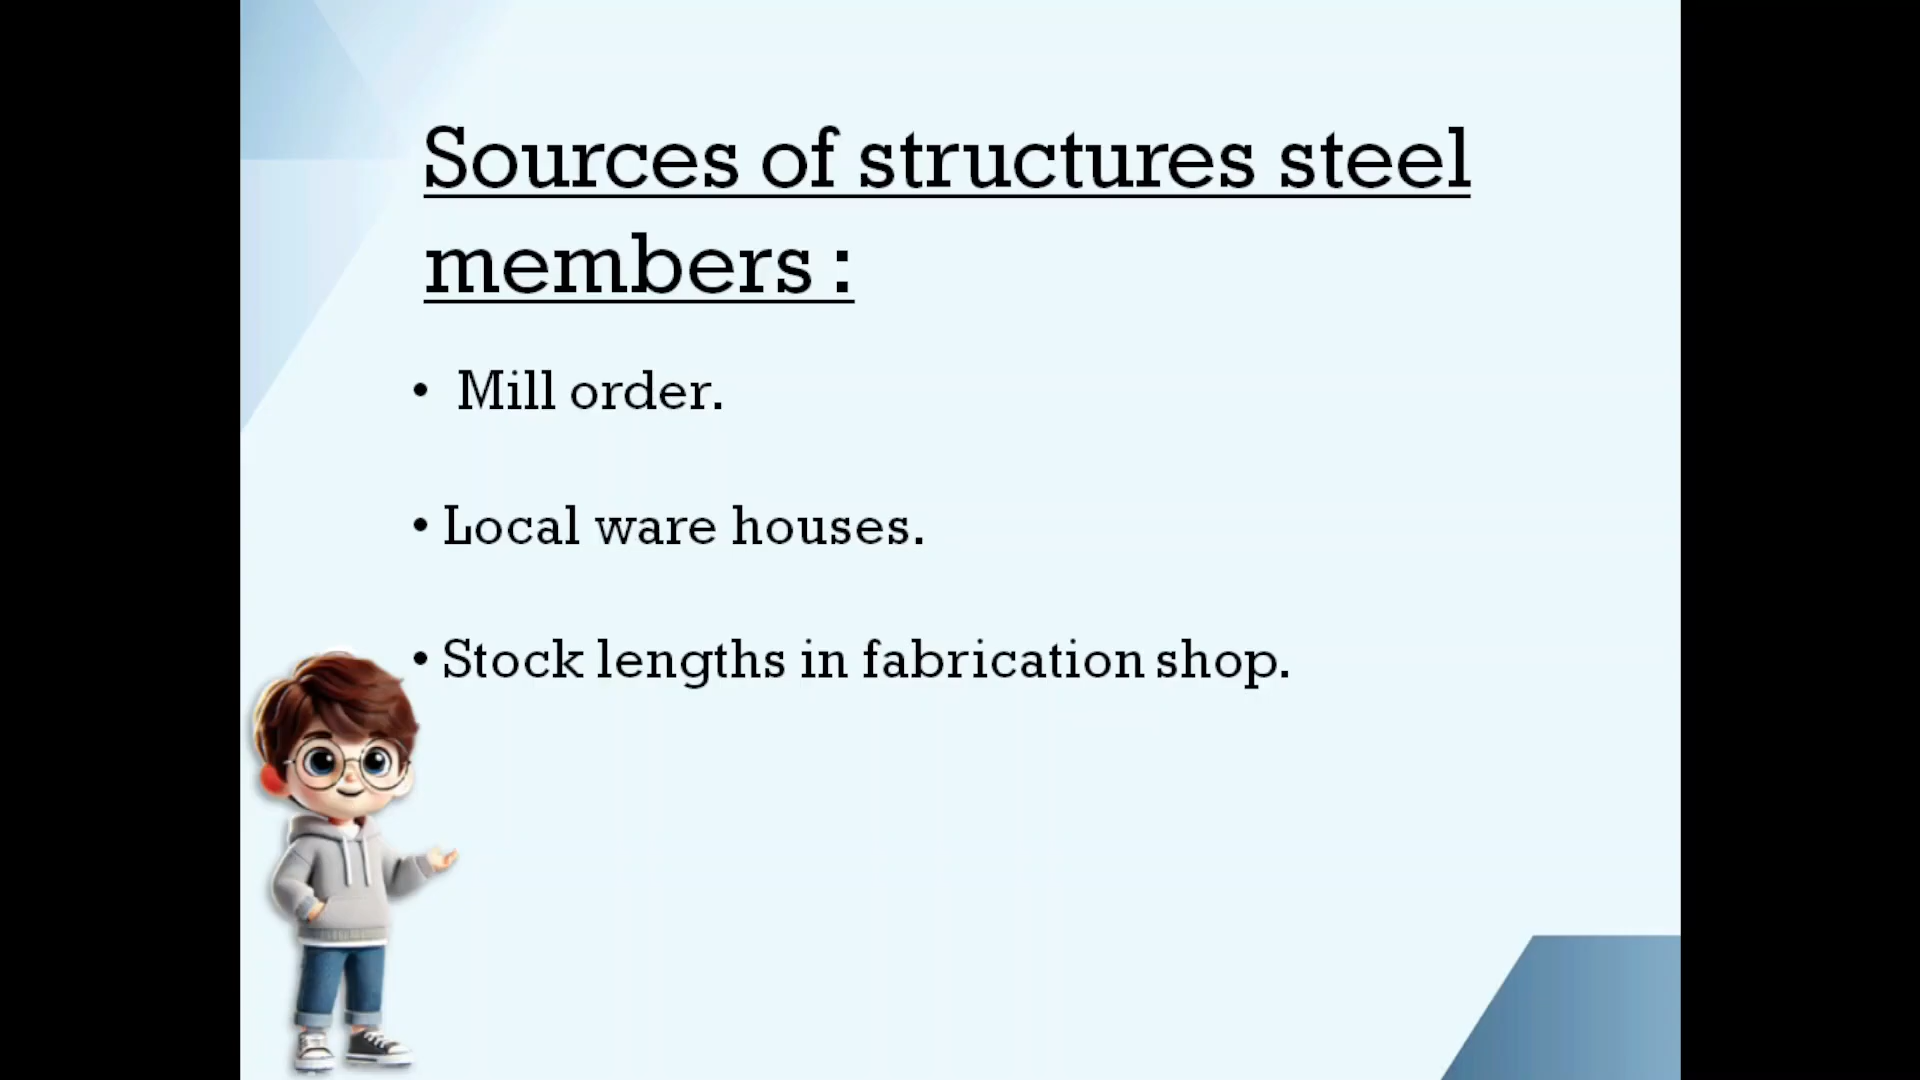 Sources of structures steel
members :
• Mill order.
• Local ware houses.
• Stock lengths in fabrication shop.